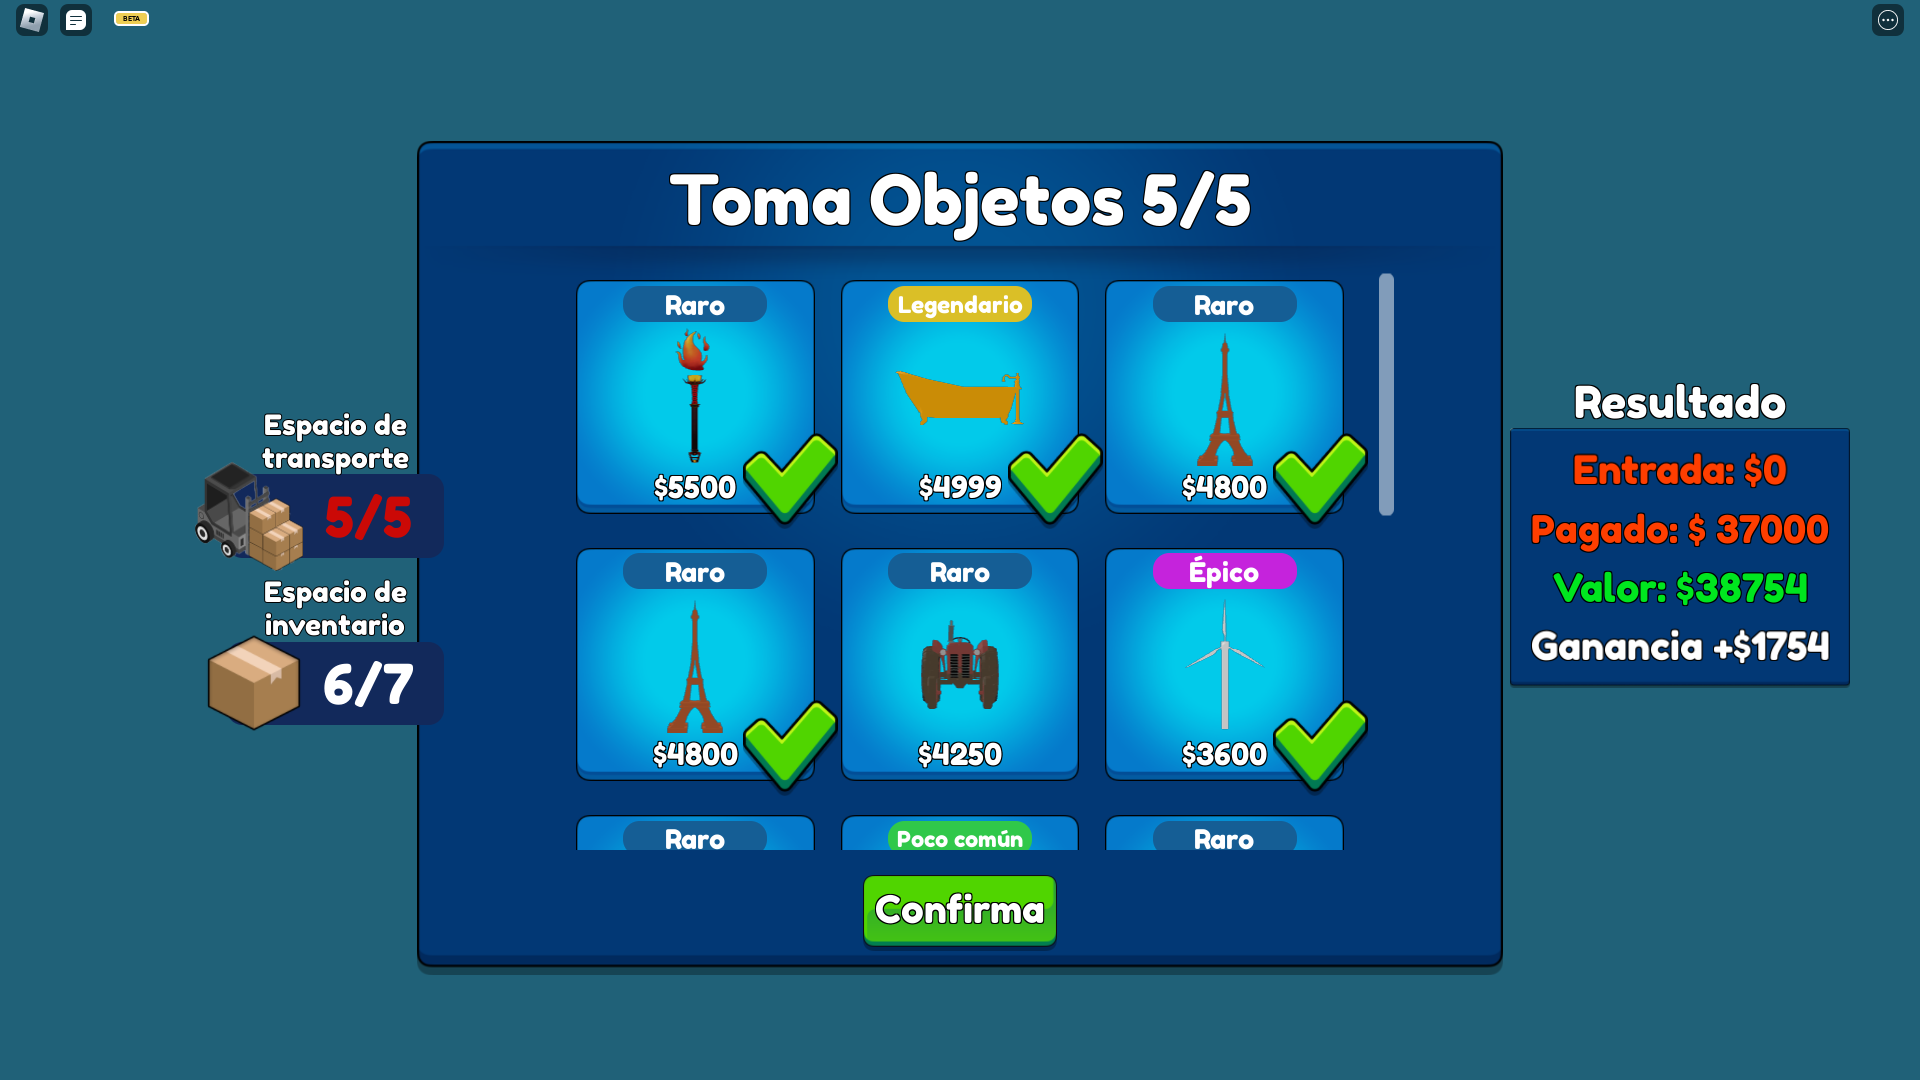 BETA
Toma Objetos 5/5
Raro
$5500
Legendario
$4999
Raro
$4800
Raro
$4800
Raro
$4250
Épico
$3600
Raro
Poco común
Raro
Confirma
Espacio de
transporte
5/5
Espacio de
inventario
6/7
Resultado
Entrada: $0
Pagado: $ 37000
Valor: $38754
Ganancia +$1754